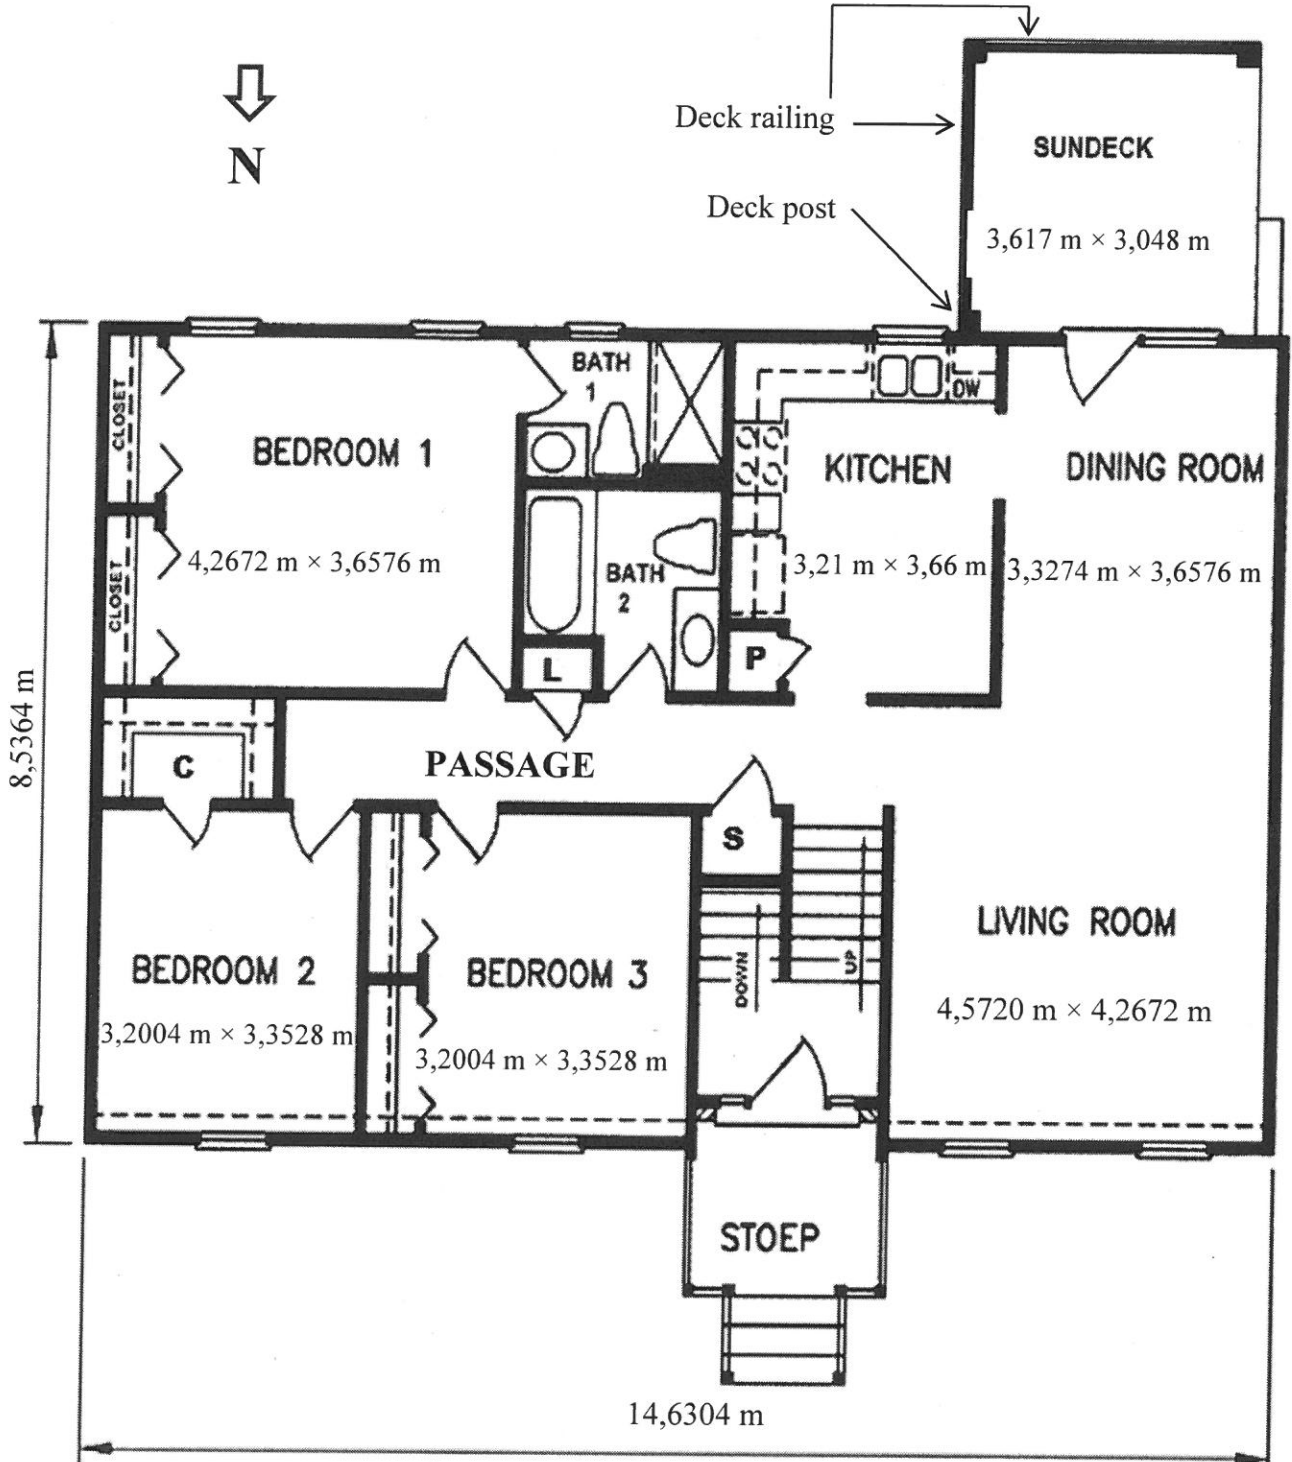 N
Deck railing
Deck post
SUNDECK
3,617 m × 3,048 m
CLOSET
BEDROOM 1
4,2672 m × 3,6576 m
CLOSET
BATH
1
BATH
2
L
DW
KITCHEN
3,21 m × 3,66 m
P
DINING ROOM
3,3274 m × 3,6576 m
8,5364 m
C
PASSAGE
S
BEDROOM 2
3,2004 m × 3,3528 m
BEDROOM 3
3,2004 m × 3,3528 m
DOWN
UP
LIVING ROOM
4,5720 m × 4,2672 m
STOEP
14,6304 m